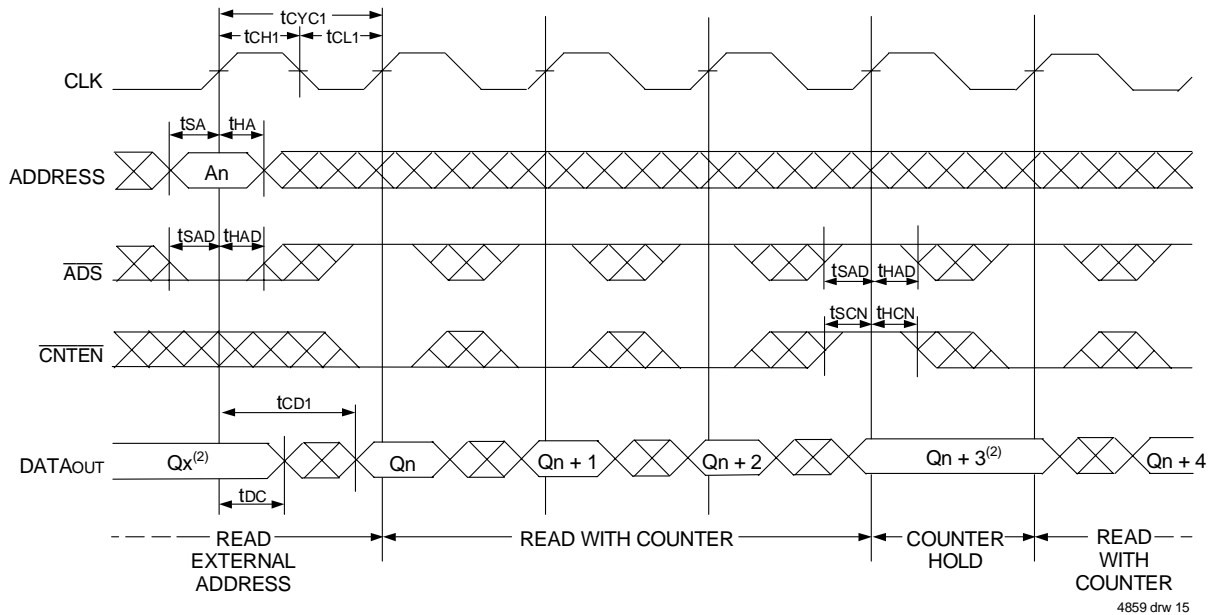 tCYC1
tCH1 tCL1
CLK
tSA tHA
ADDRESS An
tSAD tHAD
ADS
tSAD tHAD
tSCN tHCN
CNTEN
tCD1
DATAOUT Qx(2) Qn Qn + 1 Qn + 2 Qn + 3(2) Qn + 4
tDC
READ EXTERNAL ADDRESS
READ WITH COUNTER
COUNTER HOLD
READ WITH COUNTER
4859 drw 15